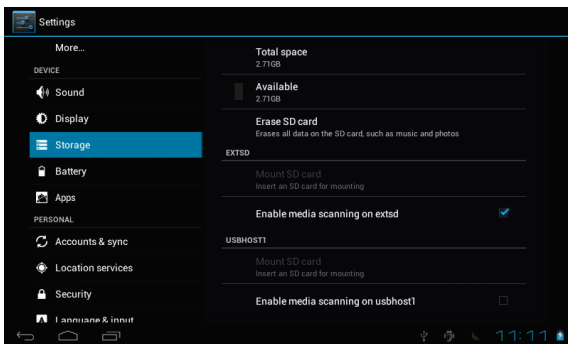 Settings
More...
DEVICE
Sound
Display
Storage
Battery
Apps
PERSONAL
Accounts & sync
Location services
Security
Language & input
Total space
2.71GB
Available
2.71GB
Erase SD card
Erases all data on the SD card, such as music and photos
EXTSD
Mount SD card
Insert an SD card for mounting
Enable media scanning on extsd
USBHOST1
Mount SD card
Insert an SD card for mounting
Enable media scanning on usbhost1
11:11